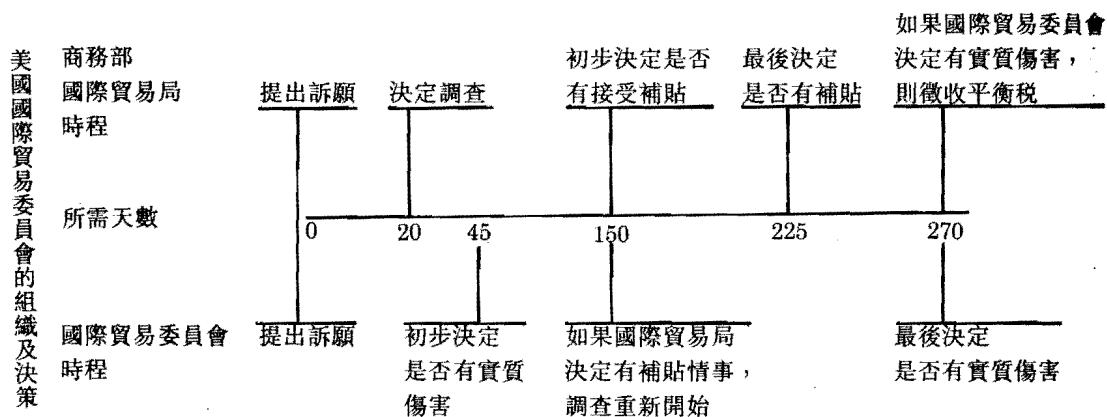 美國國際貿易委員會的組織及決策
商務部
國際貿易局
時程
提出訴願
決定調查
初步決定是否
有接受補貼
最後決定
是否有補貼
如果國際貿易委員會
決定有實質傷害，
則徵收平衡稅
所需天數
0 20 45 150 225 270
國際貿易委員會
時程
提出訴願
初步決定
是否有實質
傷害
如果國際貿易局
決定有補貼情事，
調查重新開始
最後決定
是否有實質傷害